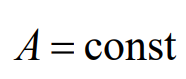 A = const